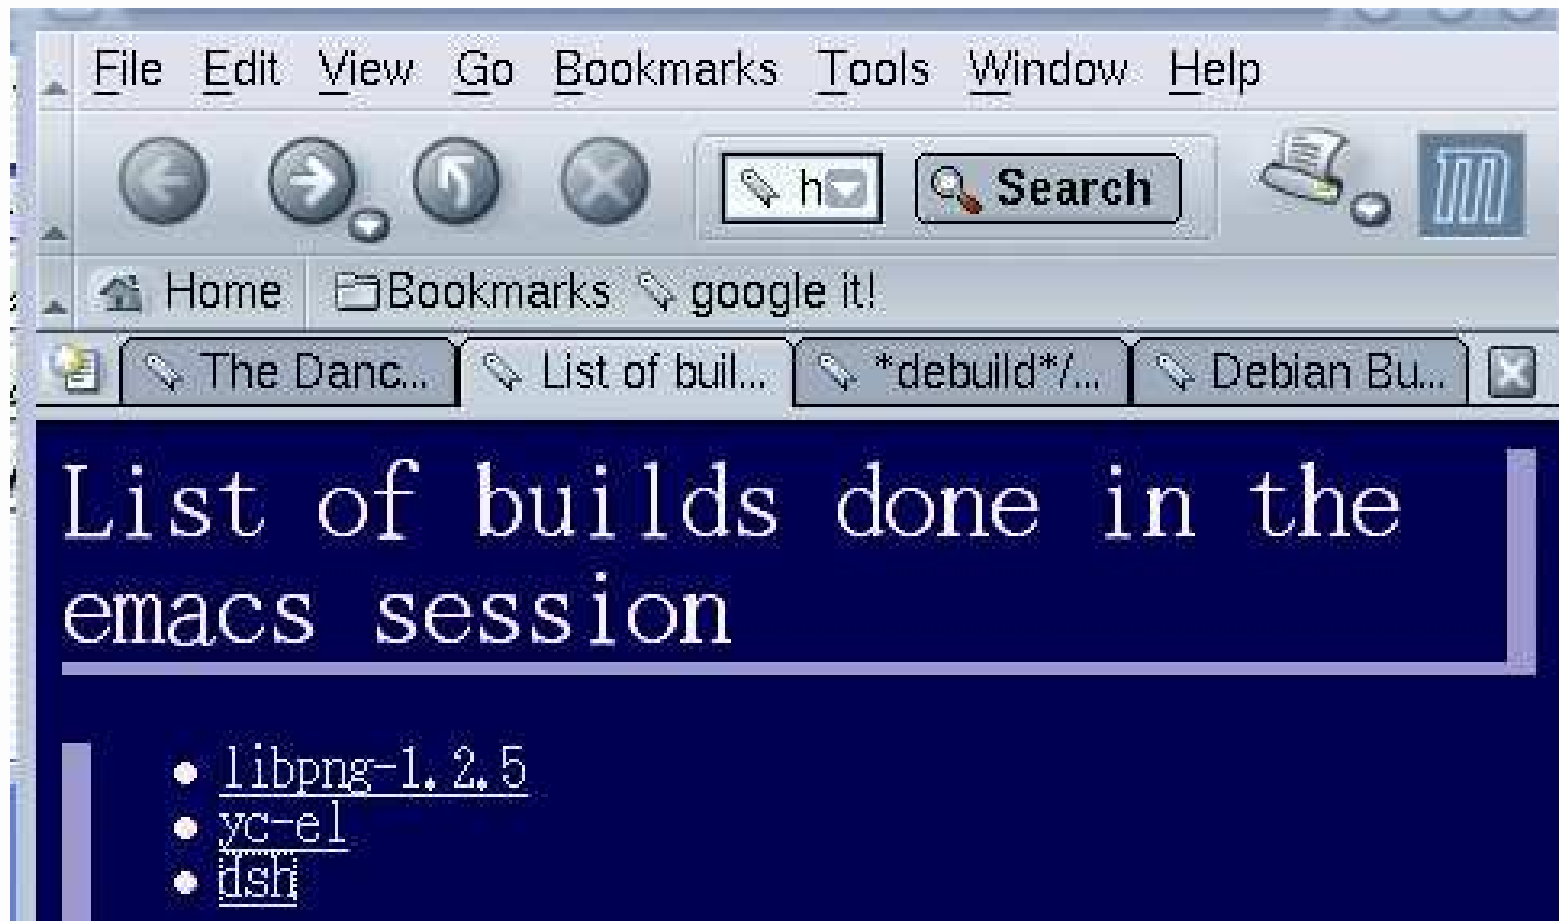 File Edit View Go Bookmarks Tools Window Help
h Search
Home Bookmarks google it!
The Danc... List of buil... *debuild*/... Debian Bu...
List of builds done in the
emacs session
libpng-1.2.5
yc-el
dsh